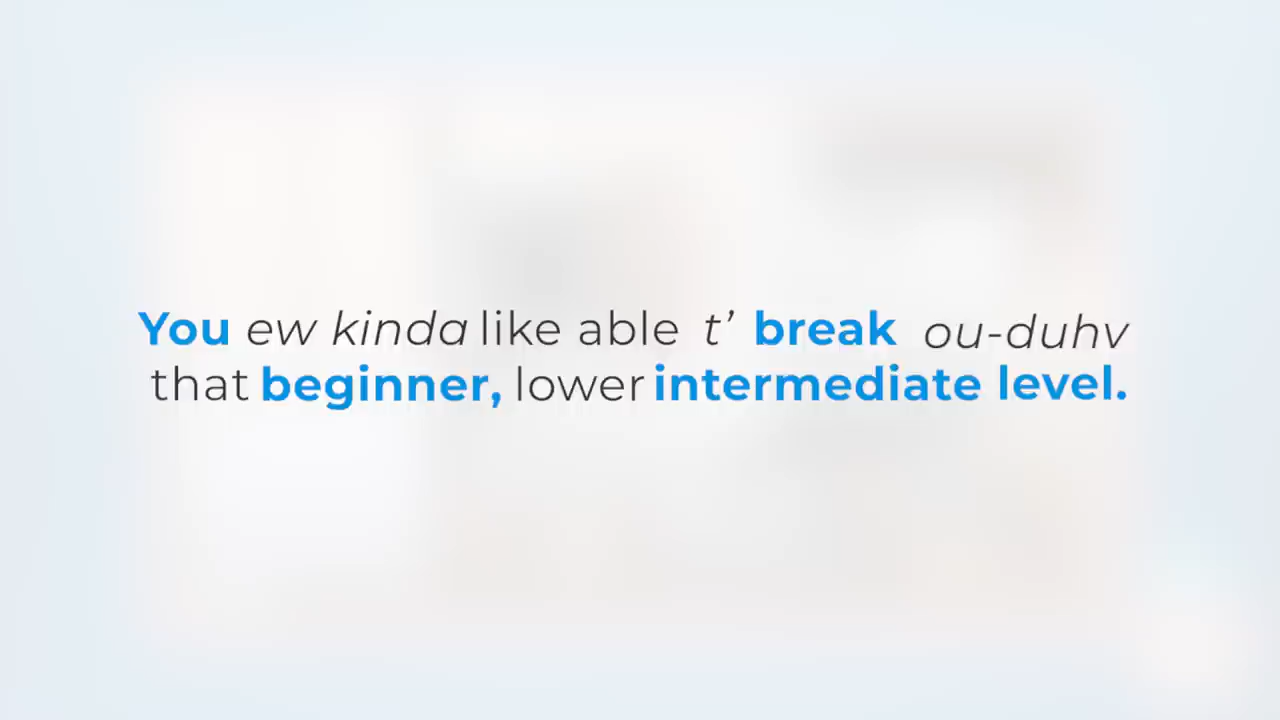 You ew kinda like able t’ break ou-duhv
that beginner, lower intermediate level.